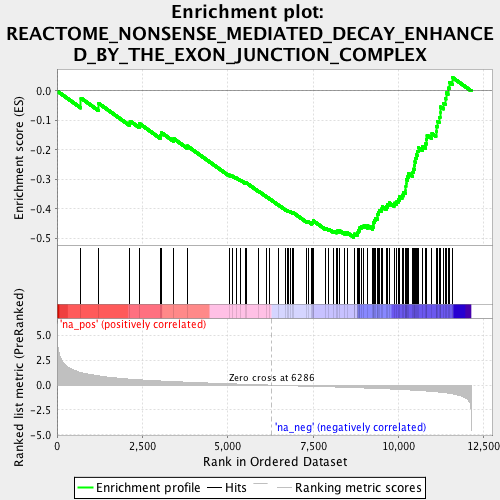 Enrichment plot:
REACTOME_NONSENSE_MEDIATED_DECAY_ENHANCE
D_BY_THE_EXON_JUNCTION_COMPLEX
Enrichment score (ES)
0.0
-0.1
-0.2
-0.3
-0.4
-0.5
Ranked list metric (PreRanked)
5.0
2.5
0.0
-2.5
-5.0
'na_pos' (positively correlated)
Zero cross at 6286
'na_neg' (negatively correlated)
0
2,500
5,000
7,500
10,000
12,500
Rank in Ordered Dataset
Enrichment profile
Hits
Ranking metric scores